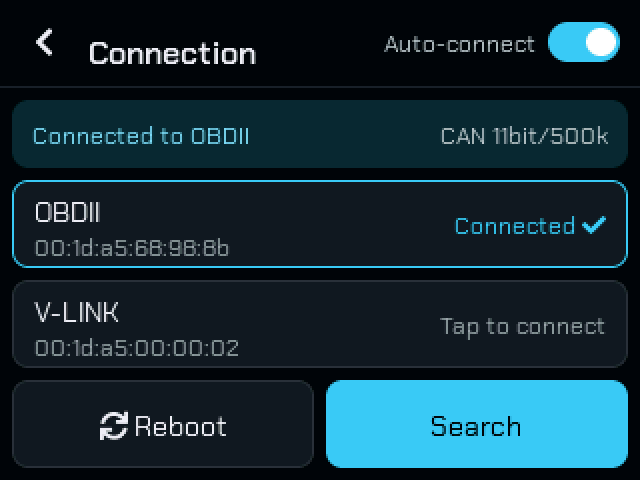 Connection
Auto-connect
Connected to OBDII
CAN 11bit/500k
OBDII
00:1d:a5:68:98:8b
Connected
V-LINK
00:1d:a5:00:00:02
Tap to connect
Reboot
Search